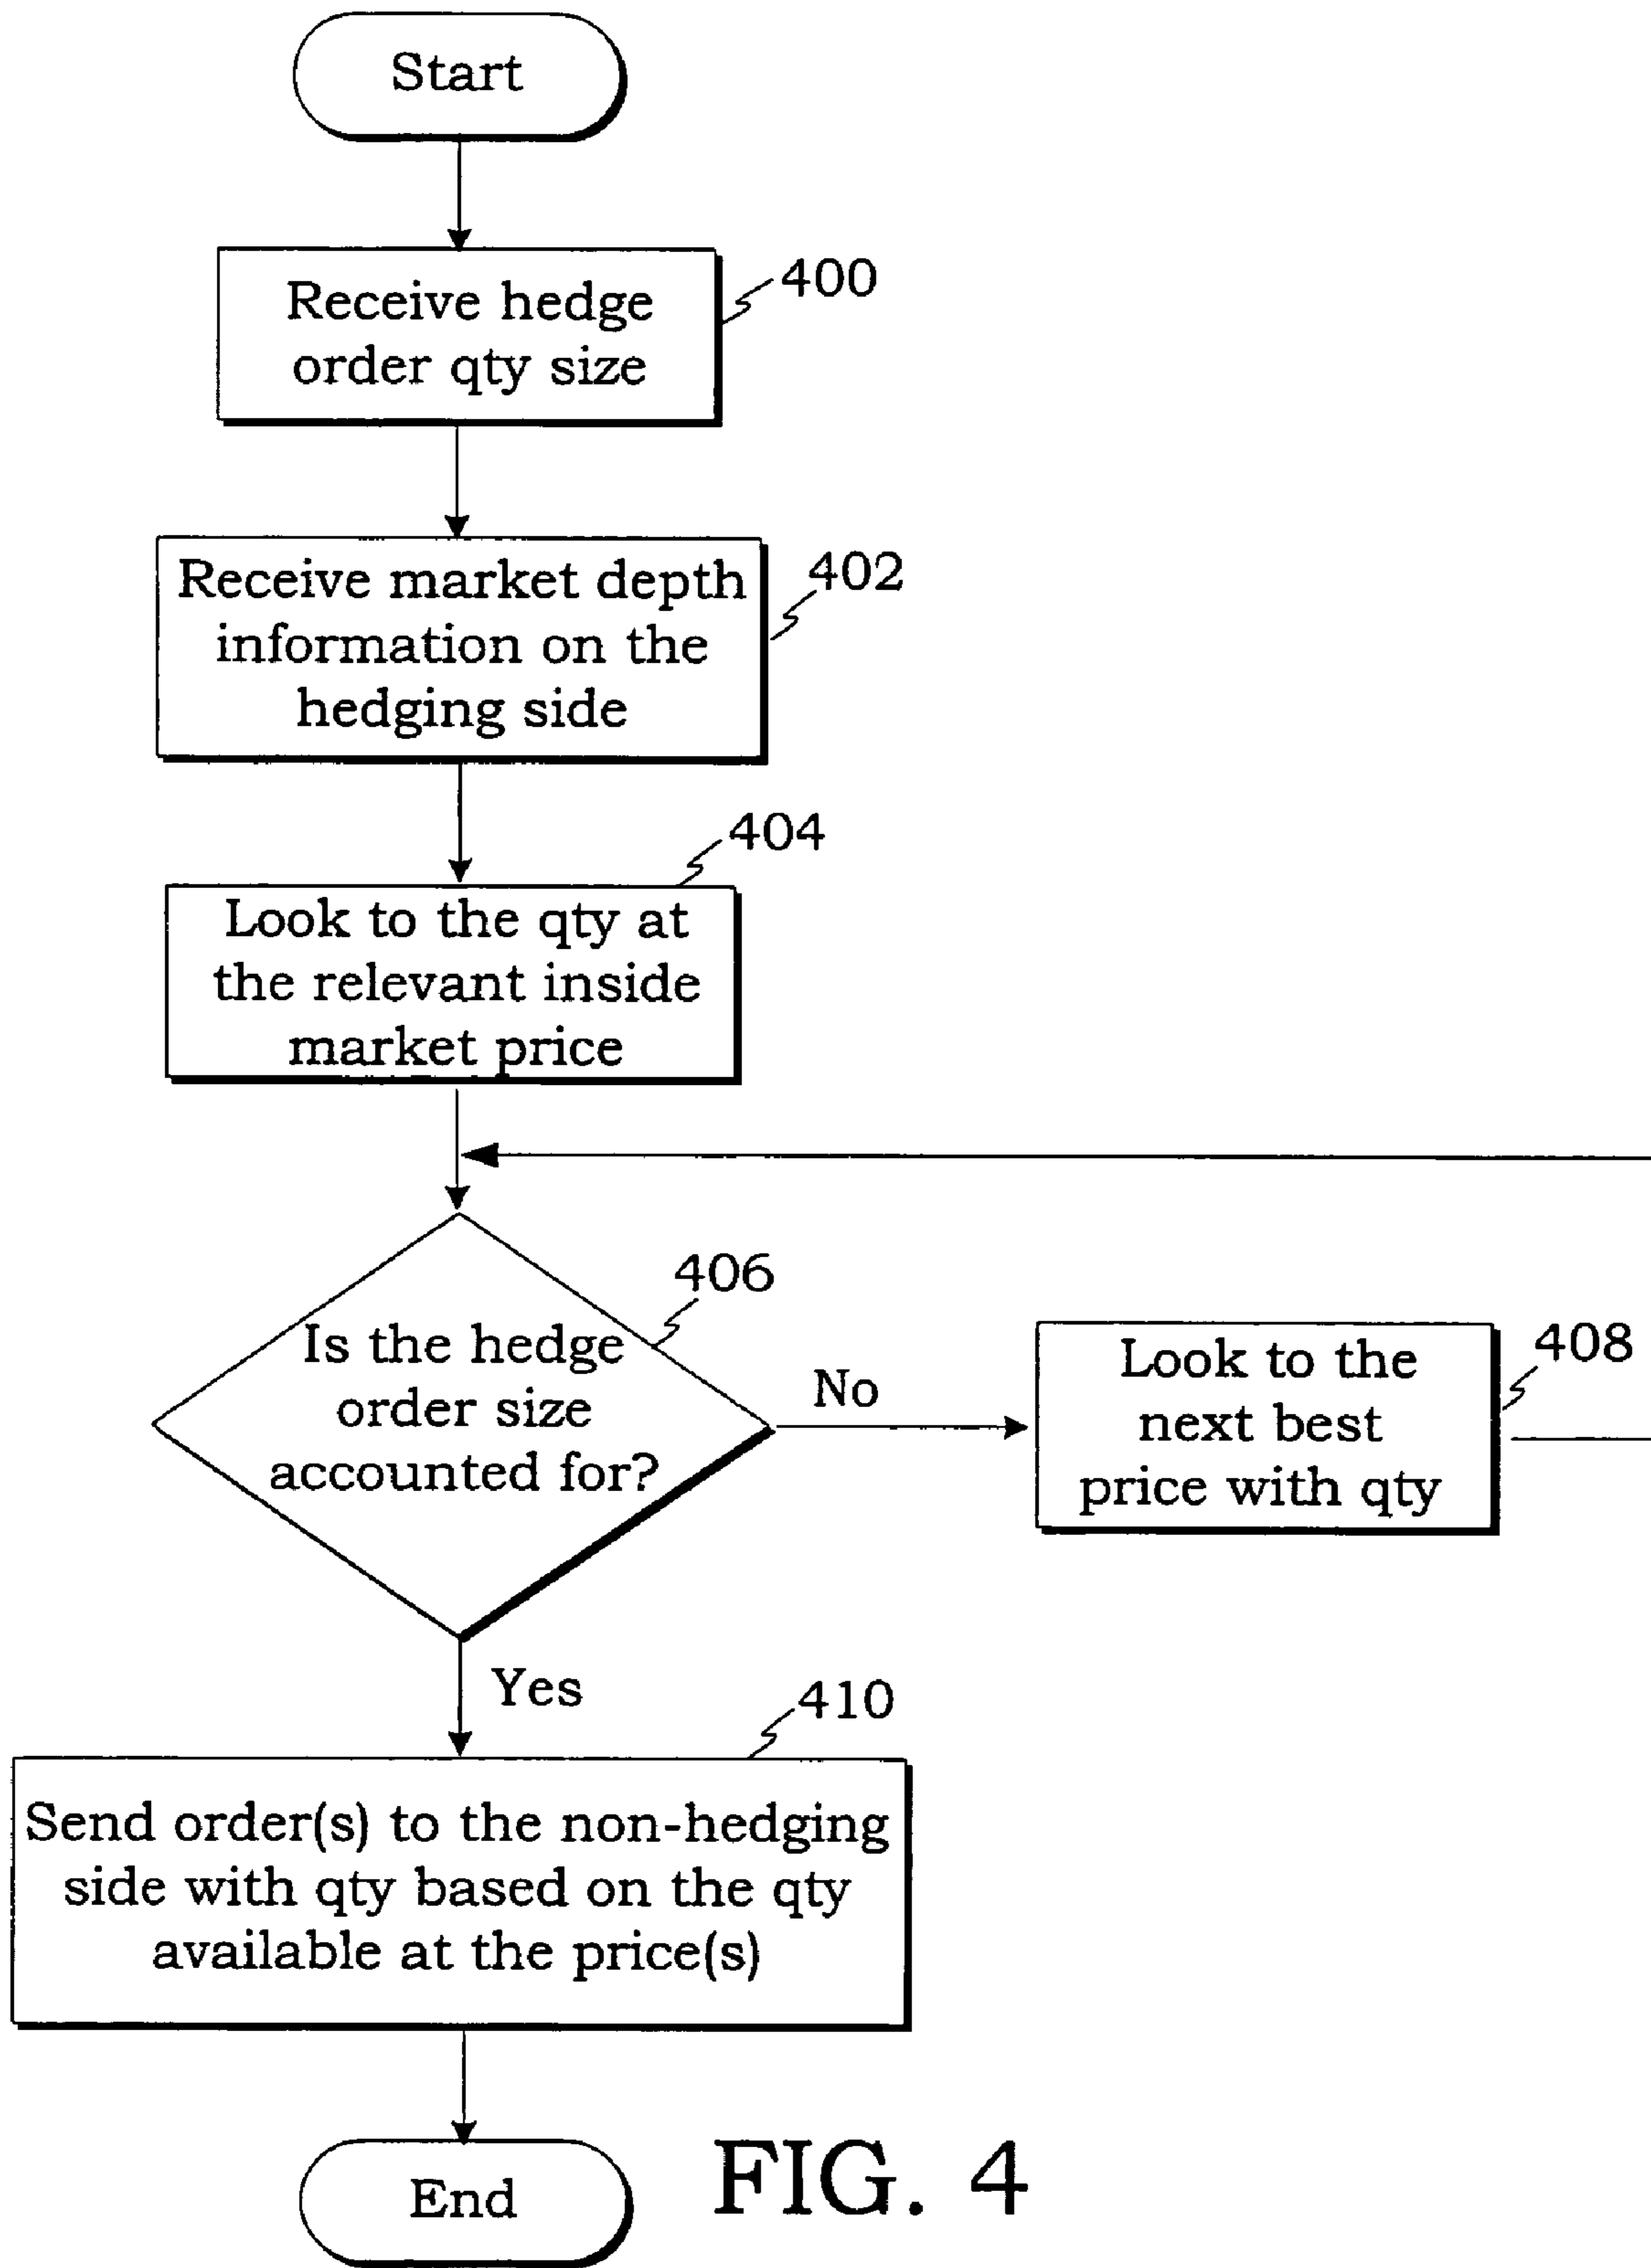 Start
Receive hedge
order qty size
400
Receive market depth
information on the
hedging side
402
404
Look to the qty at
the relevant inside
market price
406
Is the hedge
order size
accounted for?
No
Look to the
next best
price with qty
408
Yes
410
Send order(s) to the non-hedging
side with qty based on the qty
available at the price(s)
End
FIG. 4